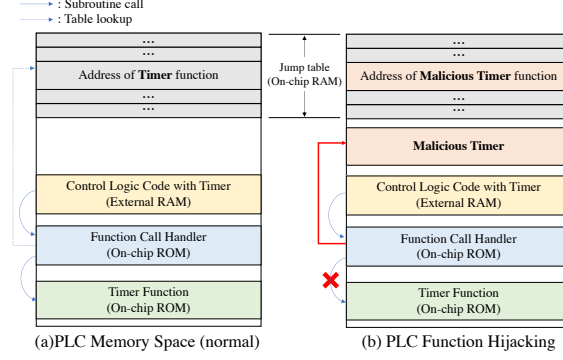 : Subroutine call
: Table lookup
...
...
Address of Timer function
...
...
Control Logic Code with Timer
(External RAM)
Function Call Handler
(On-chip ROM)
Timer Function
(On-chip ROM)
(a)PLC Memory Space (normal)
Jump table
(On-chip RAM)
...
...
Address of Malicious Timer function
...
...
Malicious Timer
Control Logic Code with Timer
(External RAM)
Function Call Handler
(On-chip ROM)
Timer Function
(On-chip ROM)
(b) PLC Function Hijacking